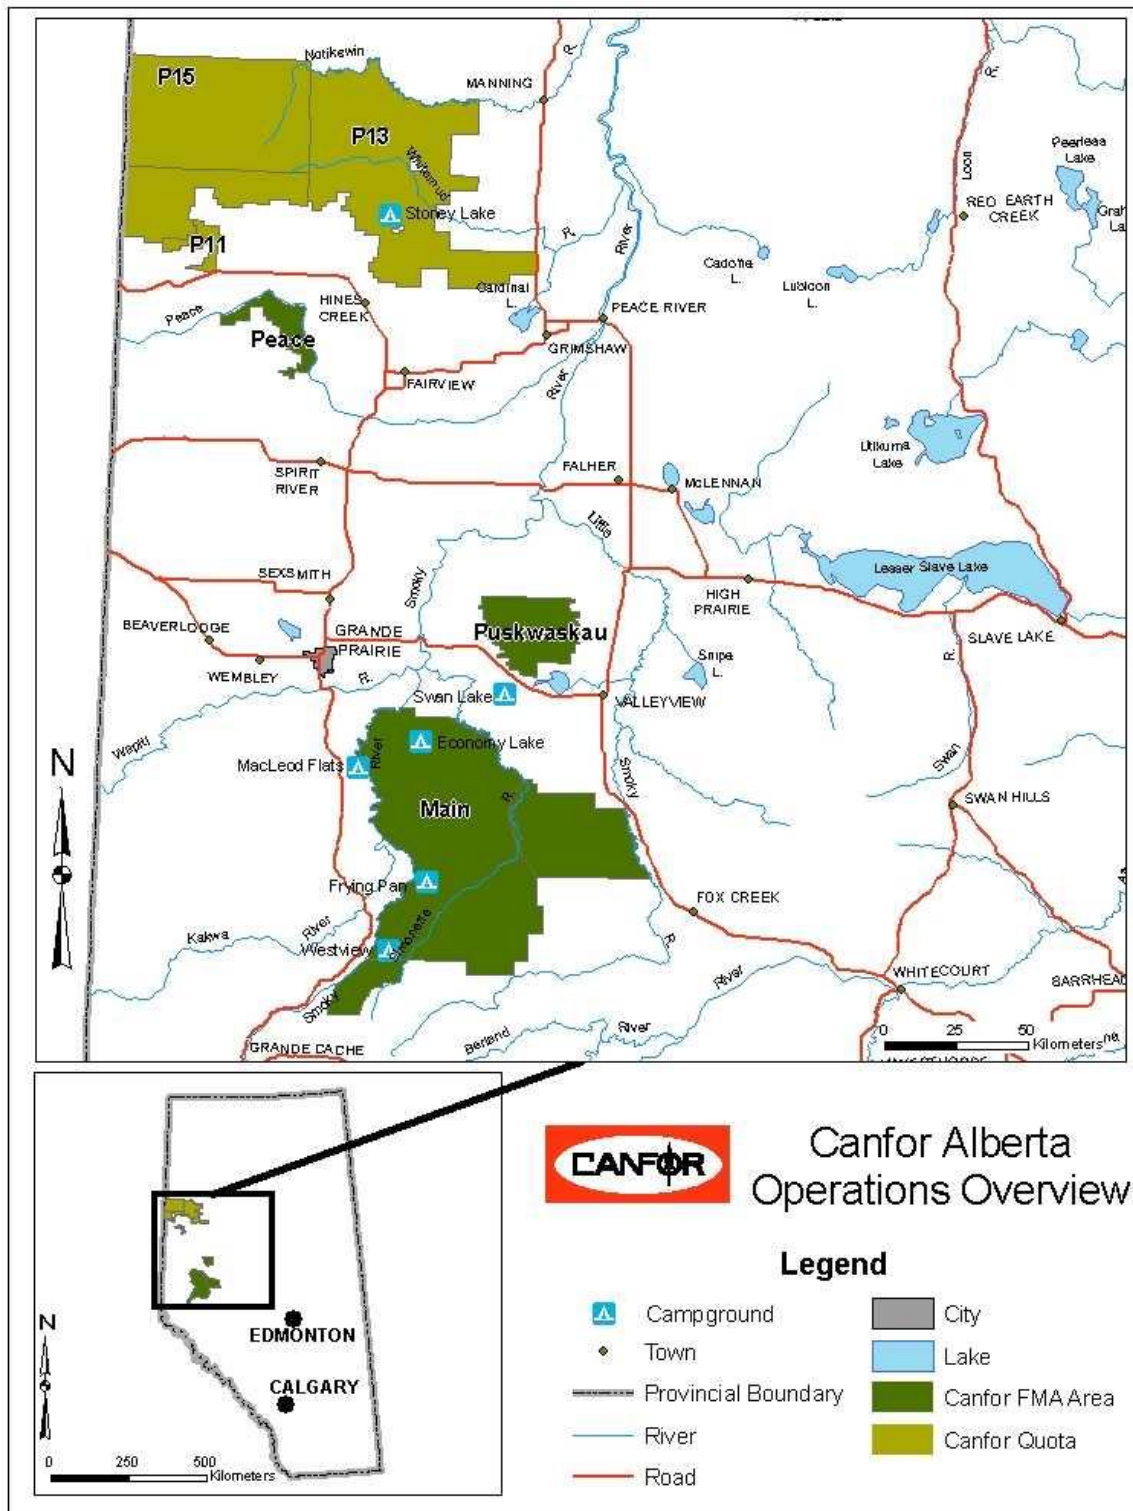 P15
Notikewin
R.
MANNING
P13
Whitemud
Stoney Lake
P11
R.
River
Loon
R.
Peerless
Lake
RED EARTH
CREEK
Cadotte
L.
Lubicon
L.
Cardinal
L.
Peace
HINES
CREEK
PEACE RIVER
Peace
GRIMSHAW
FAIRVIEW
River
Utikuma
Lake
SPIRIT
RIVER
FALHER
McLENNAN
Little
Smoky
SEXSMITH
Lesser Slave Lake
HIGH
PRAIRIE
BEAVERLODGE
GRANDE
PRAIRIE
Puskwaskau
SLAVE LAKE
R.
WEMBLEY
R.
Snipe
L.
Swan Lake
VALLEYVIEW
Wapiti
Economy Lake
River
MacLeod Flats
Smoky
Swan
N
Main
R.
SWAN HILLS
Frying Pan
FOX CREEK
Kakwa
River
Simonette
Westview
R.
River
WHITECOURT
BARRHEAD
Smoky
GRANDE CACHE
Berland
River
0 25 50
Kilometers
EDMONTON
CALGARY
N
0 250 500
Kilometers
CANFOR
Canfor Alberta
Operations Overview
Legend
Campground
Town
Provincial Boundary
River
Road
City
Lake
Canfor FMA Area
Canfor Quota